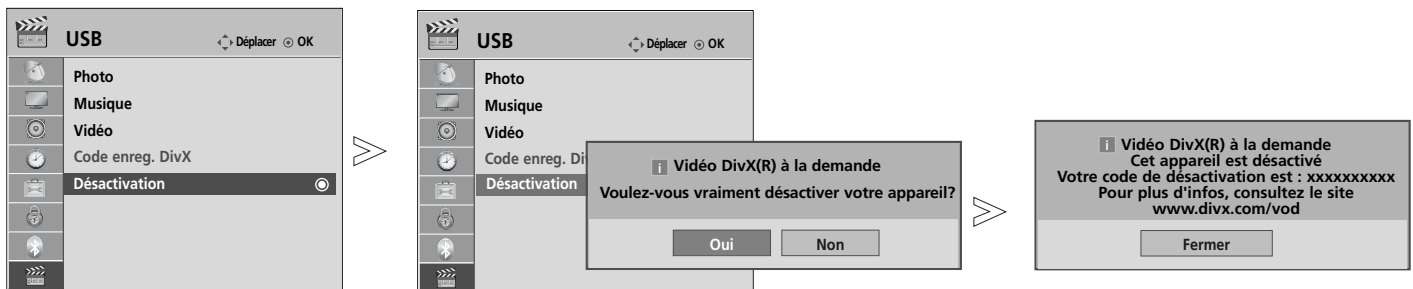 USB
Déplacer OK
Photo
Musique
Vidéo
Code enreg. DivX
Désactivation
USB
Déplacer OK
Photo
Musique
Vidéo
Code enreg. Di
Désactivation
i Vidéo DivX(R) à la demande
Voulez-vous vraiment désactiver votre appareil?
Oui Non
i Vidéo DivX(R) à la demande
Cet appareil est désactivé
Votre code de désactivation est : xxxxxxxxxx
Pour plus d'infos, consultez le site
www.divx.com/vod
Fermer